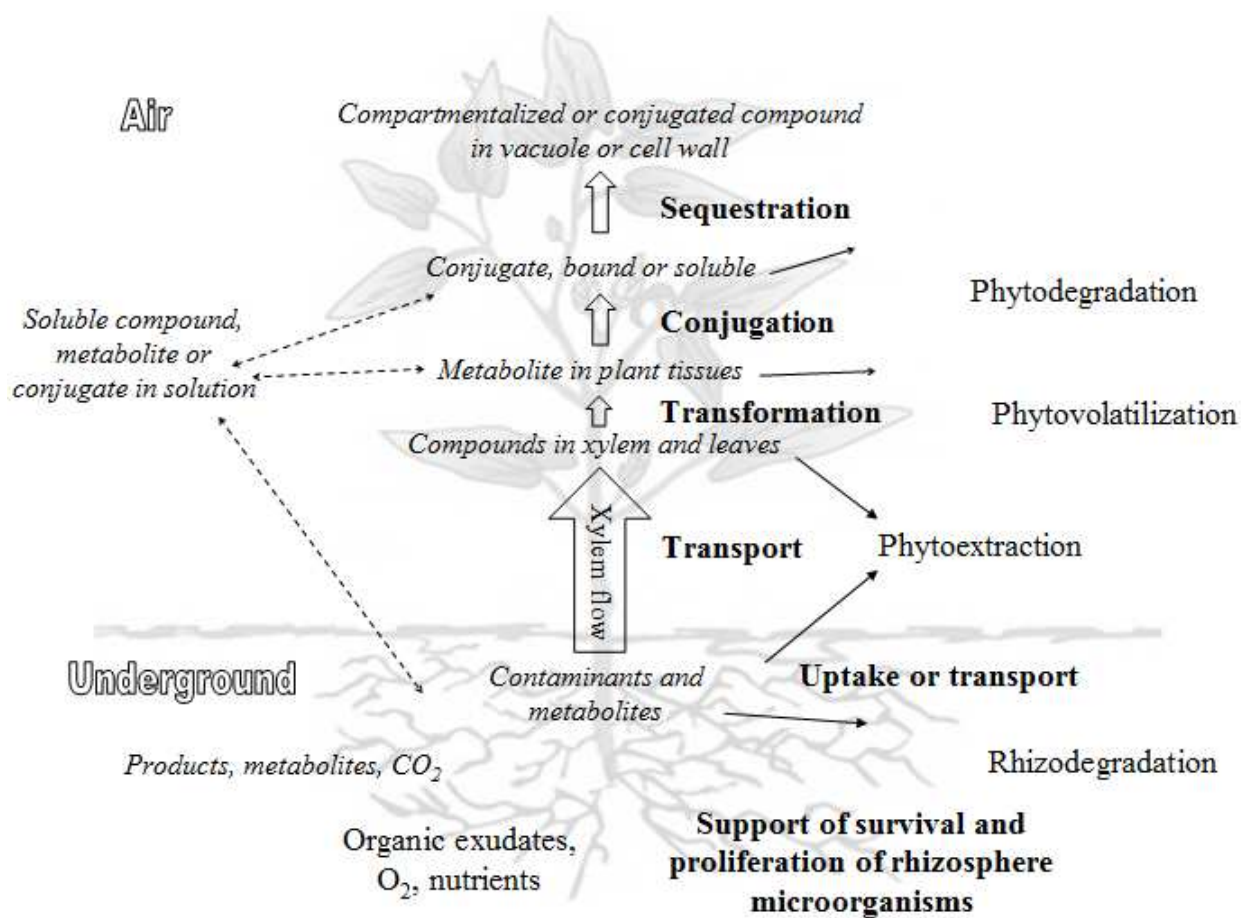 Air
Compartmentalized or conjugated compound
in vacuole or cell wall
Sequestration
Conjugate, bound or soluble
Phytodegradation
Soluble compound,
metabolite or
conjugate in solution
Conjugation
Metabolite in plant tissues
Transformation
Phytovolatilization
Compounds in xylem and leaves
Xylem flow
Transport
Phytoextraction
Underground
Contaminants and
metabolites
Uptake or transport
Products, metabolites, CO₂
Rhizodegradation
Organic exudates,
O₂, nutrients
Support of survival and
proliferation of rhizosphere
microorganisms